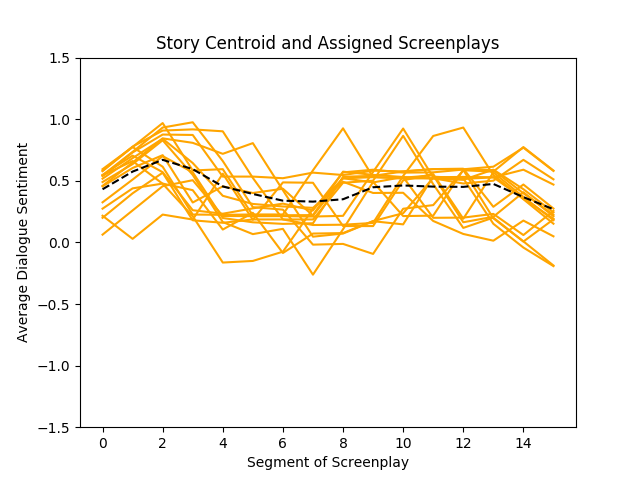 Story Centroid and Assigned Screenplays
Average Dialogue Sentiment
1.5
1.0
0.5
0.0
−0.5
−1.0
−1.5
0 2 4 6 8 10 12 14
Segment of Screenplay